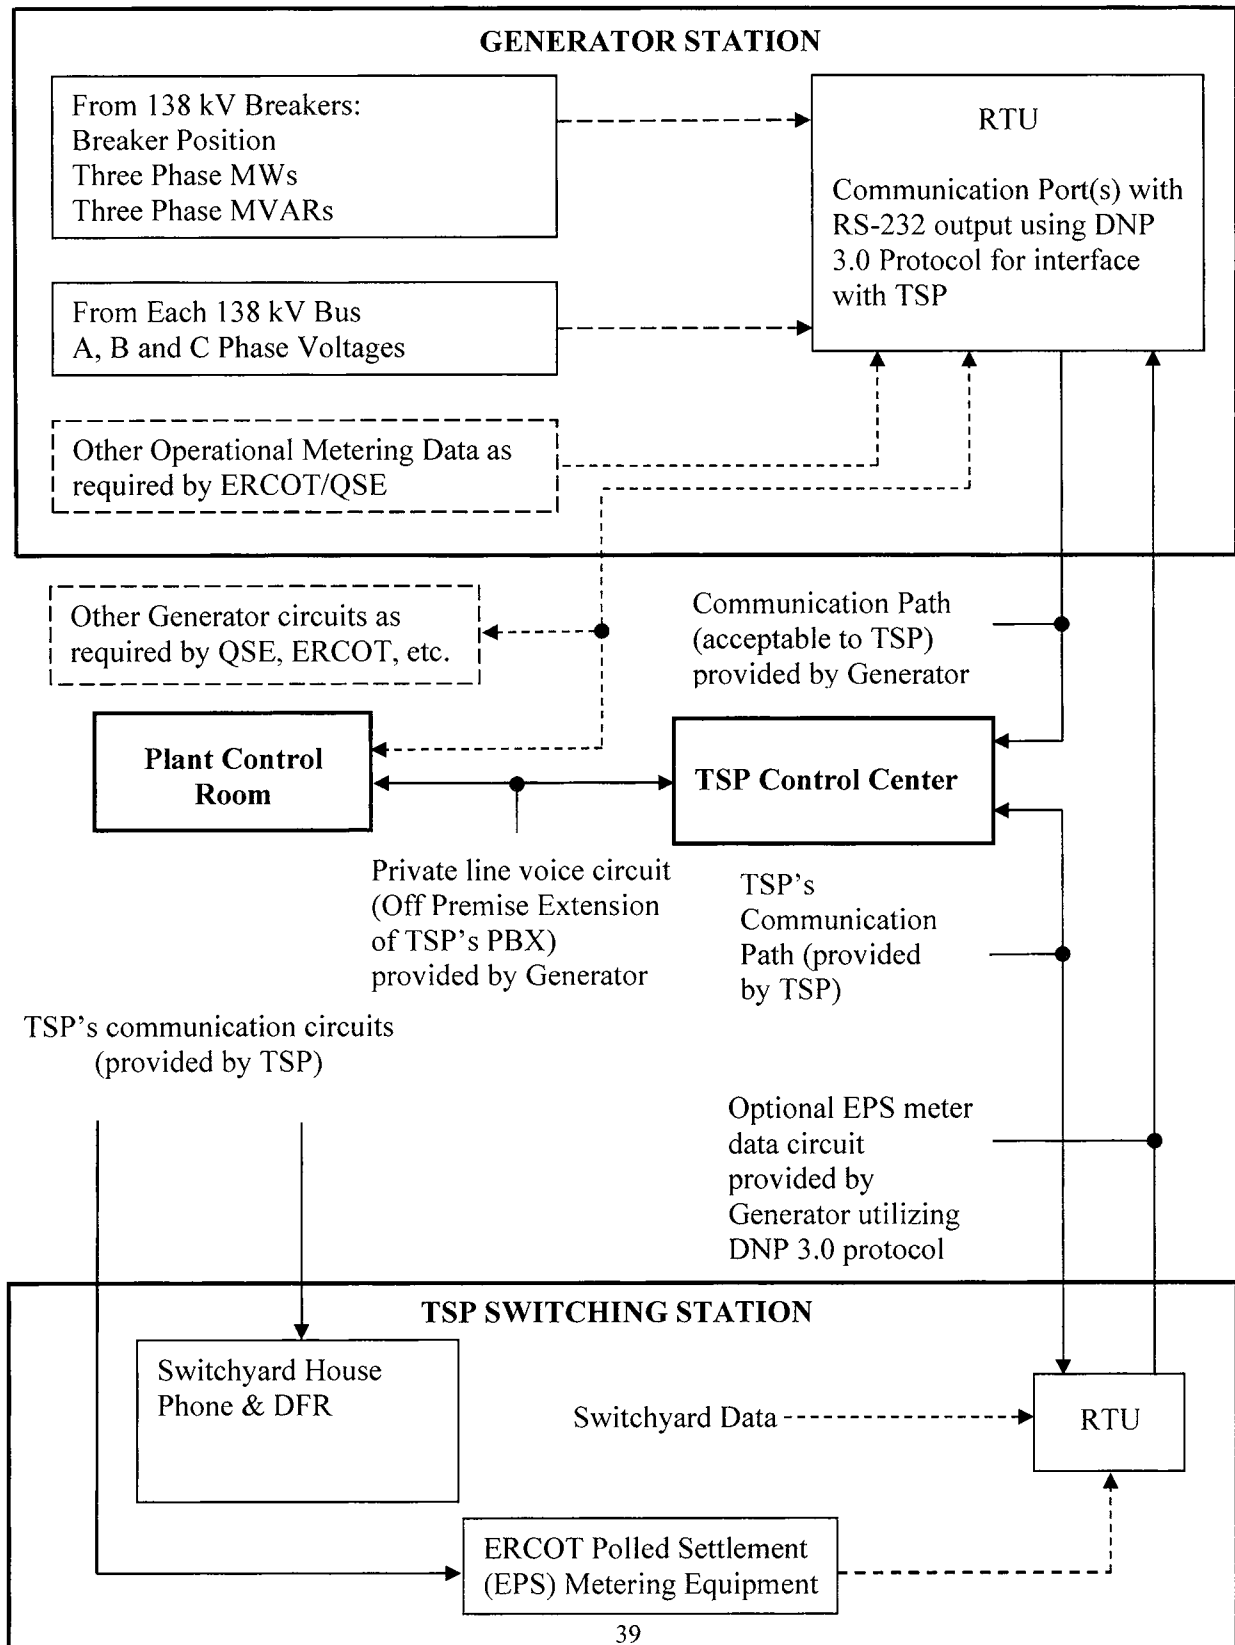 GENERATOR STATION
From 138 kV Breakers:
Breaker Position
Three Phase MWs
Three Phase MVARs
RTU
Communication Port(s) with
RS-232 output using DNP
3.0 Protocol for interface
with TSP
From Each 138 kV Bus
A, B and C Phase Voltages
Other Operational Metering Data as
required by ERCOT/QSE
Other Generator circuits as
required by QSE, ERCOT, etc.
Communication Path
(acceptable to TSP)
provided by Generator
Plant Control
Room
TSP Control Center
Private line voice circuit
(Off Premise Extension
of TSP's PBX)
provided by Generator
TSP's
Communication
Path (provided
by TSP)
TSP's communication circuits
(provided by TSP)
Optional EPS meter
data circuit
provided by
Generator utilizing
DNP 3.0 protocol
TSP SWITCHING STATION
Switchyard House
Phone & DFR
Switchyard Data
RTU
ERCOT Polled Settlement
(EPS) Metering Equipment
39